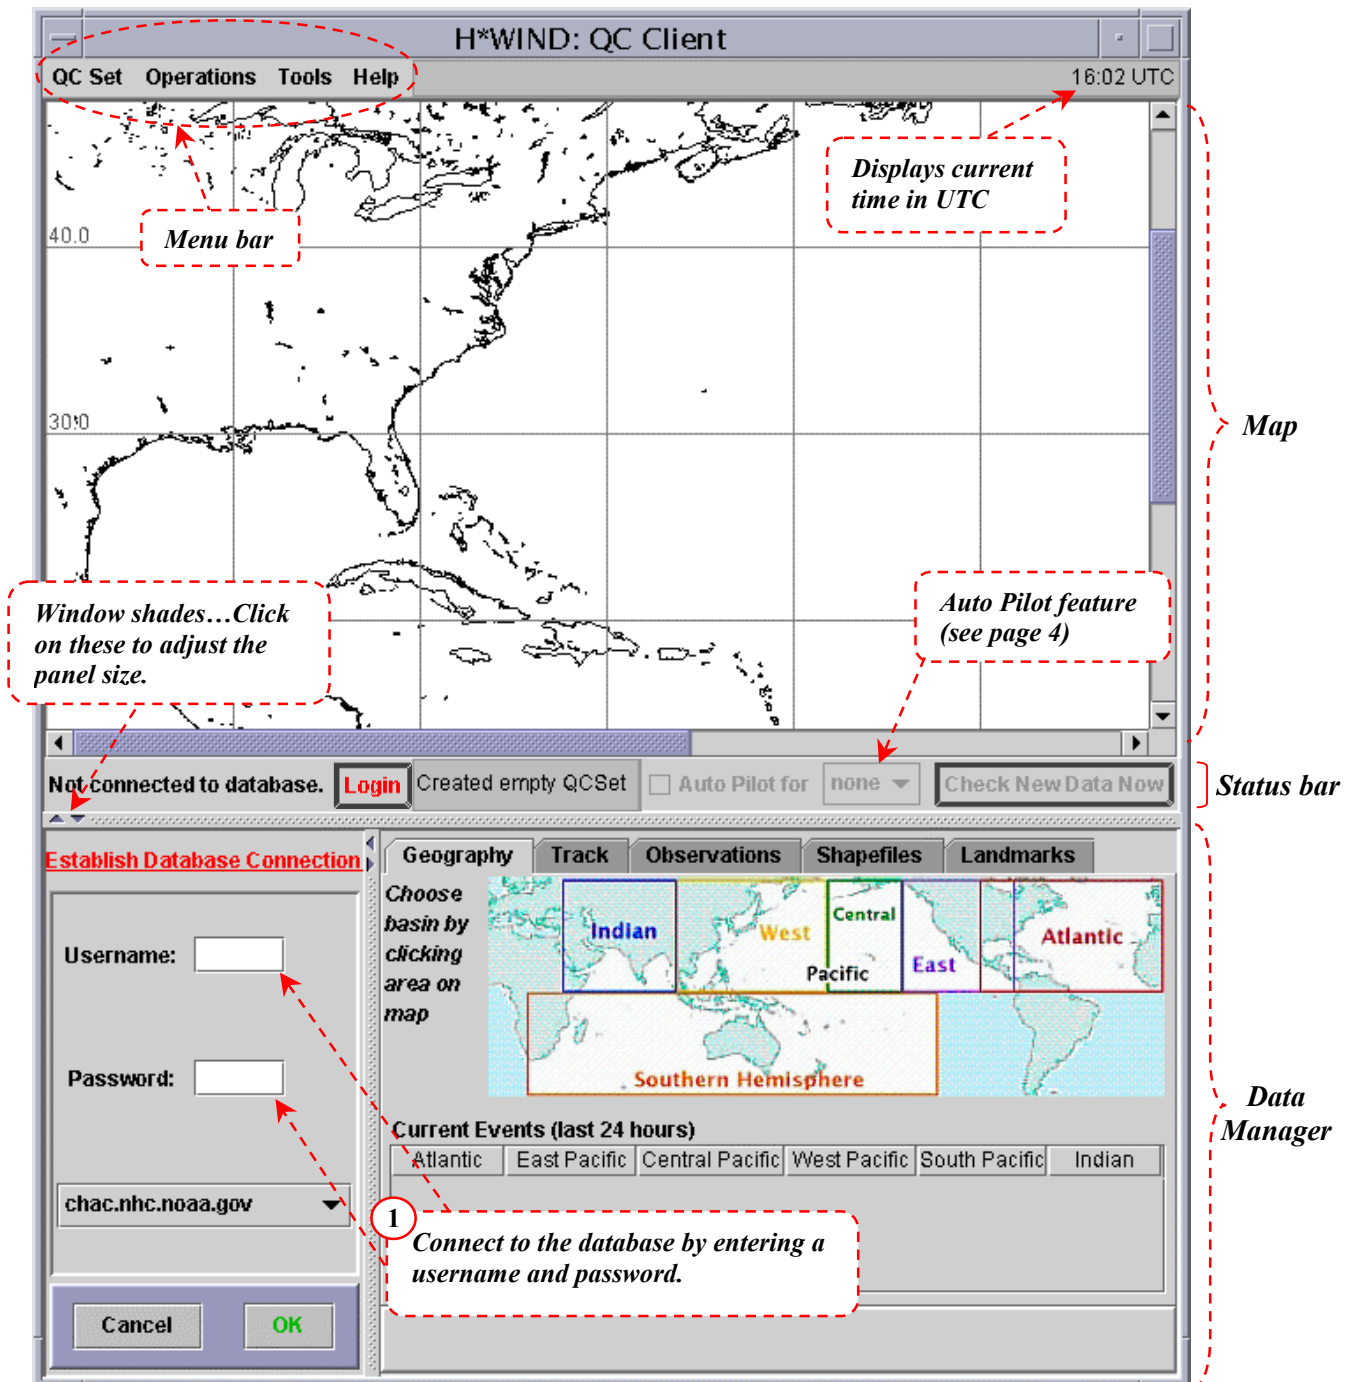 H*WIND: QC Client
QC Set Operations Tools Help
16:02 UTC
Displays current
time in UTC
Menu bar
40.0
30.0
Map
Window shades…Click
on these to adjust the
panel size.
Auto Pilot feature
(see page 4)
Not connected to database. Login Created empty QCSet Auto Pilot for none Check New Data Now
Status bar
Establish Database Connection
Username:
Password:
chac.nhc.noaa.gov
Cancel OK
Geography Track Observations Shapefiles Landmarks
Choose
basin by
clicking
area on
map
Indian West Central Pacific East Atlantic
Southern Hemisphere
Current Events (last 24 hours)
Atlantic East Pacific Central Pacific West Pacific South Pacific Indian
1
Connect to the database by entering a
username and password.
Data
Manager